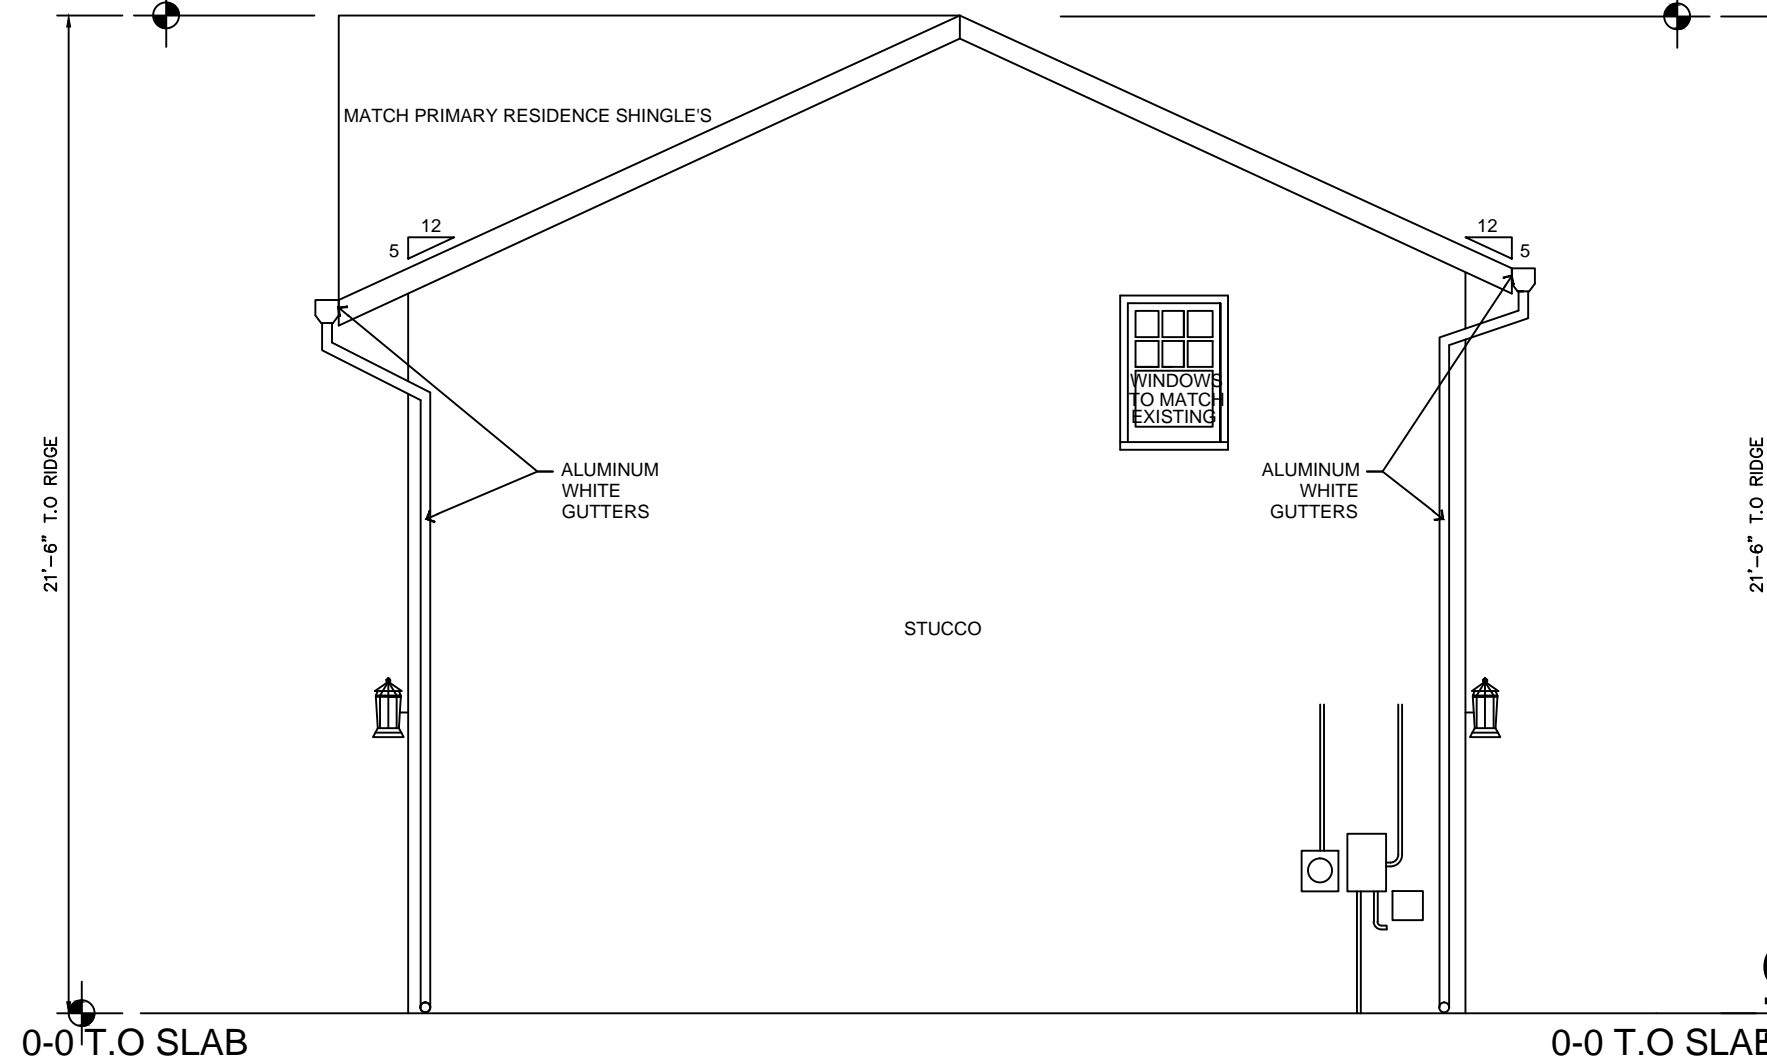 MATCH PRIMARY RESIDENCE SHINGLE'S
12
5
12
5
WINDOWS
TO MATCH
EXISTING
21'-6" T.O RIDGE
ALUMINUM
WHITE
GUTTERS
ALUMINUM
WHITE
GUTTERS
21'-6" T.O RIDGE
STUCCO
0-0 T.O SLAB
0-0 T.O SLAB